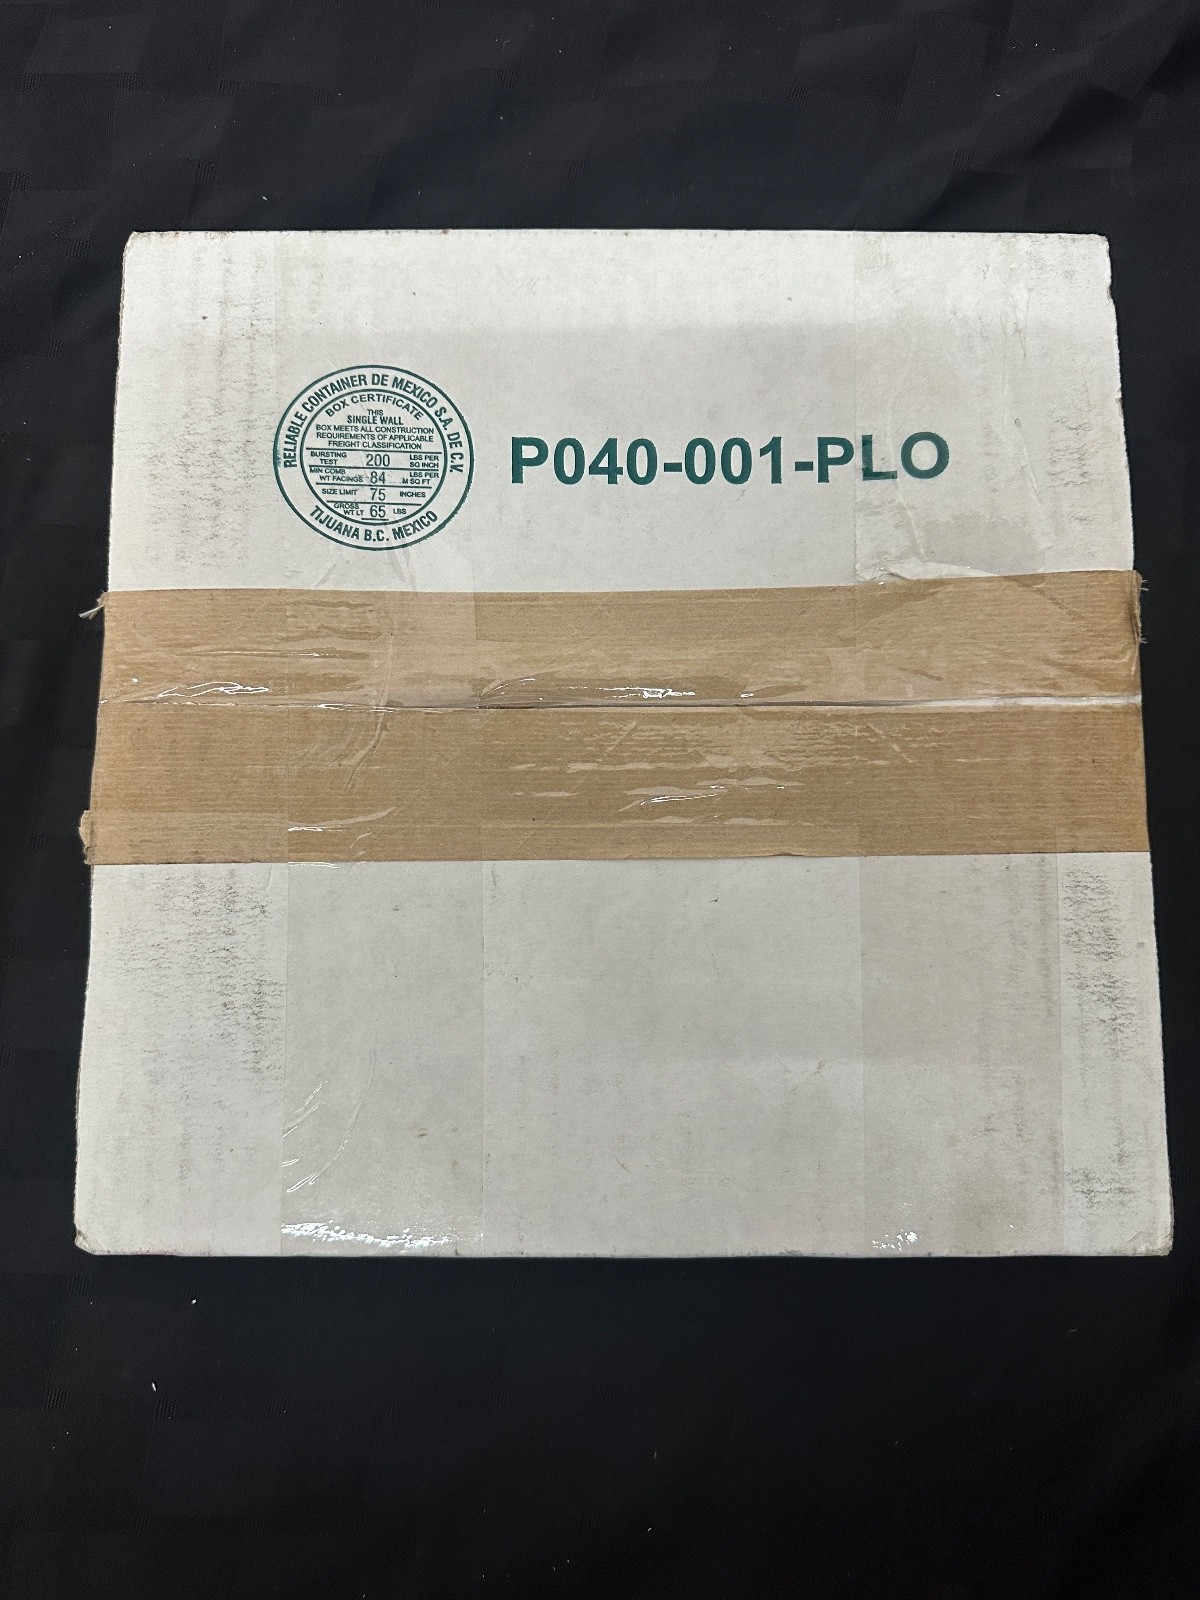 RELIABLE CONTAINER DE MEXICO S.A. DE C.V.
BOX CERTIFICATE
THIS
SINGLE WALL
BOX MEETS ALL CONSTRUCTION
REQUIREMENTS OF APPLICABLE
FREIGHT CLASSIFICATION
BURSTING TEST 200 LBS PER SQ INCH
MIN COMB WT FACINGS 84 LBS PER M SQ FT
SIZE LIMIT 75 INCHES
GROSS WT LT 65 LBS
TIJUANA B.C. MEXICO
P040-001-PLO